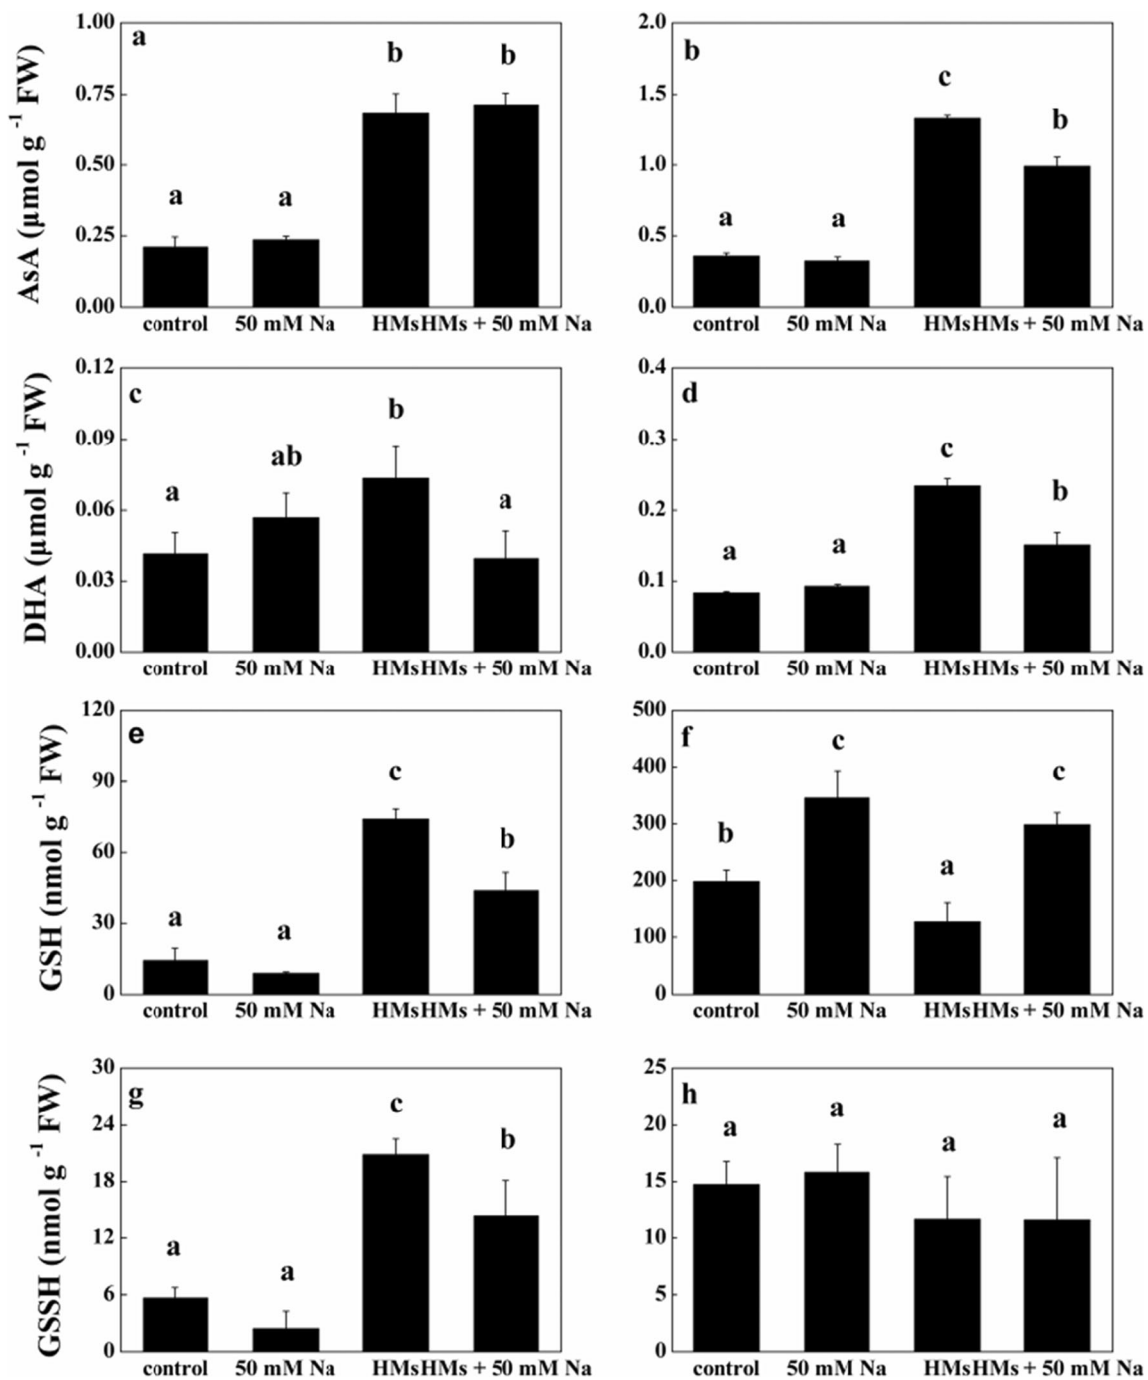 AsA (μmol g⁻¹ FW)
1.00
0.75
0.50
0.25
0.00
a
a
a
b
b
control
50 mM Na
HMs
HMs + 50 mM Na
2.0
1.5
1.0
0.5
0.0
b
a
a
c
b
control
50 mM Na
HMs
HMs + 50 mM Na
DHA (μmol g⁻¹ FW)
0.12
0.09
0.06
0.03
0.00
c
a
ab
b
a
control
50 mM Na
HMs
HMs + 50 mM Na
0.4
0.3
0.2
0.1
0.0
d
a
a
c
b
control
50 mM Na
HMs
HMs + 50 mM Na
GSH (nmol g⁻¹ FW)
120
90
60
30
0
e
a
a
c
b
control
50 mM Na
HMs
HMs + 50 mM Na
500
400
300
200
100
0
f
b
c
a
c
control
50 mM Na
HMs
HMs + 50 mM Na
GSSH (nmol g⁻¹ FW)
30
24
18
12
6
0
g
a
a
c
b
control
50 mM Na
HMs
HMs + 50 mM Na
25
20
15
10
5
0
h
a
a
a
a
control
50 mM Na
HMs
HMs + 50 mM Na